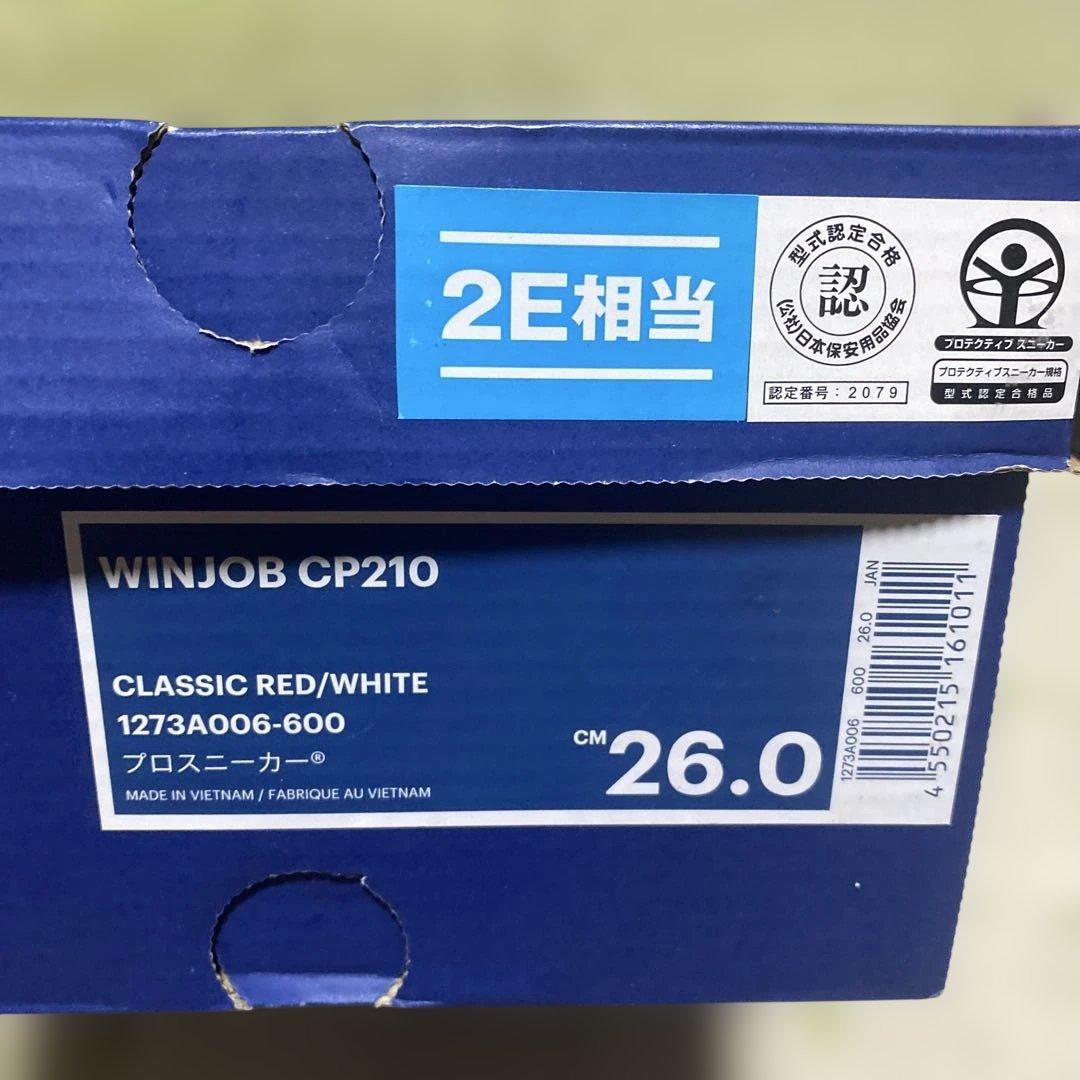 2E相当
型式認定合格
認
(公社)日本保安用品協会
認定番号：2079
プロテクティブ スニーカー
プロテクティブスニーカー規格
型式認定合格品
WINJOB CP210
CLASSIC RED/WHITE
1273A006-600
プロスニーカー®
MADE IN VIETNAM / FABRIQUE AU VIETNAM
CM 26.0
1273A006 600 26.0 JAN
4 550215 161011